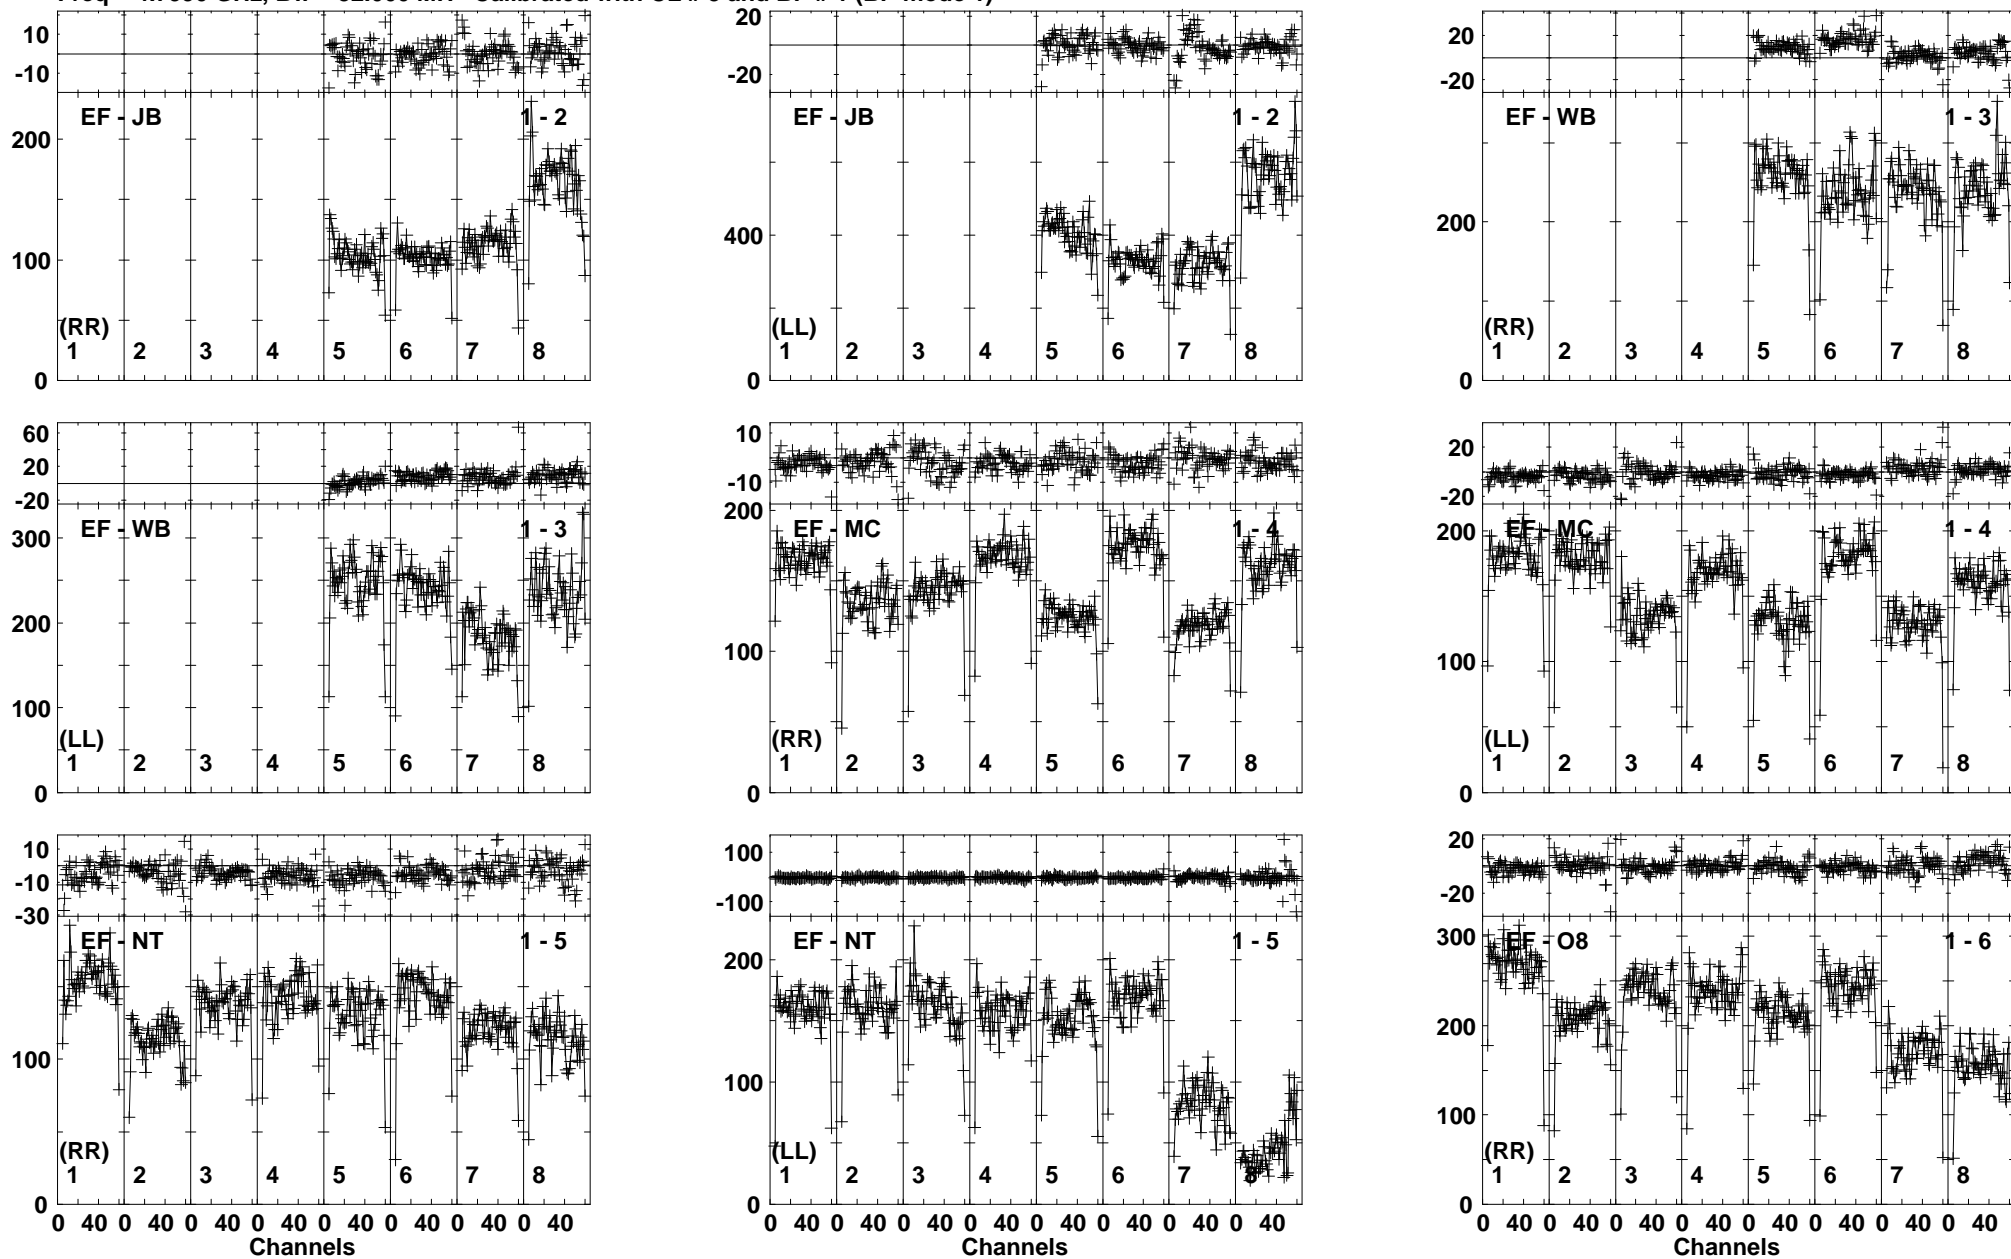 10 -10 EF - JB 1 - 2 200 100 0 (RR) 1 2 3 4 5 6 7 8
20 -20 EF - JB 1 - 2 400 0 (LL) 1 2 3 4 5 6 7 8
20 -20 EF - WB 1 - 3 200 0 (RR) 1 2 3 4 5 6 7 8
60 20 -20 EF - WB 1 - 3 300 200 100 0 (LL) 1 2 3 4 5 6 7 8
10 -10 EF - MC 1 - 4 200 100 0 (RR) 1 2 3 4 5 6 7 8
20 -20 EF - MC 1 - 4 200 100 0 (LL) 1 2 3 4 5 6 7 8
10 -10 -30 EF - NT 1 - 5 100 0 (RR) 1 2 3 4 5 6 7 8
100 -100 EF - NT 1 - 5 200 100 0 (LL) 1 2 3 4 5 6 7 8
20 -20 EF - O8 1 - 6 300 200 100 0 (RR) 1 2 3 4 5 6 7 8
0 40 0 40 0 40 0 40 0 40 0 40 0 40 0 40
0 40 0 40 0 40 0 40 0 40 0 40 0 40 0 40
0 40 0 40 0 40 0 40 0 40 0 40 0 40 0 40
Channels
Channels
Channels